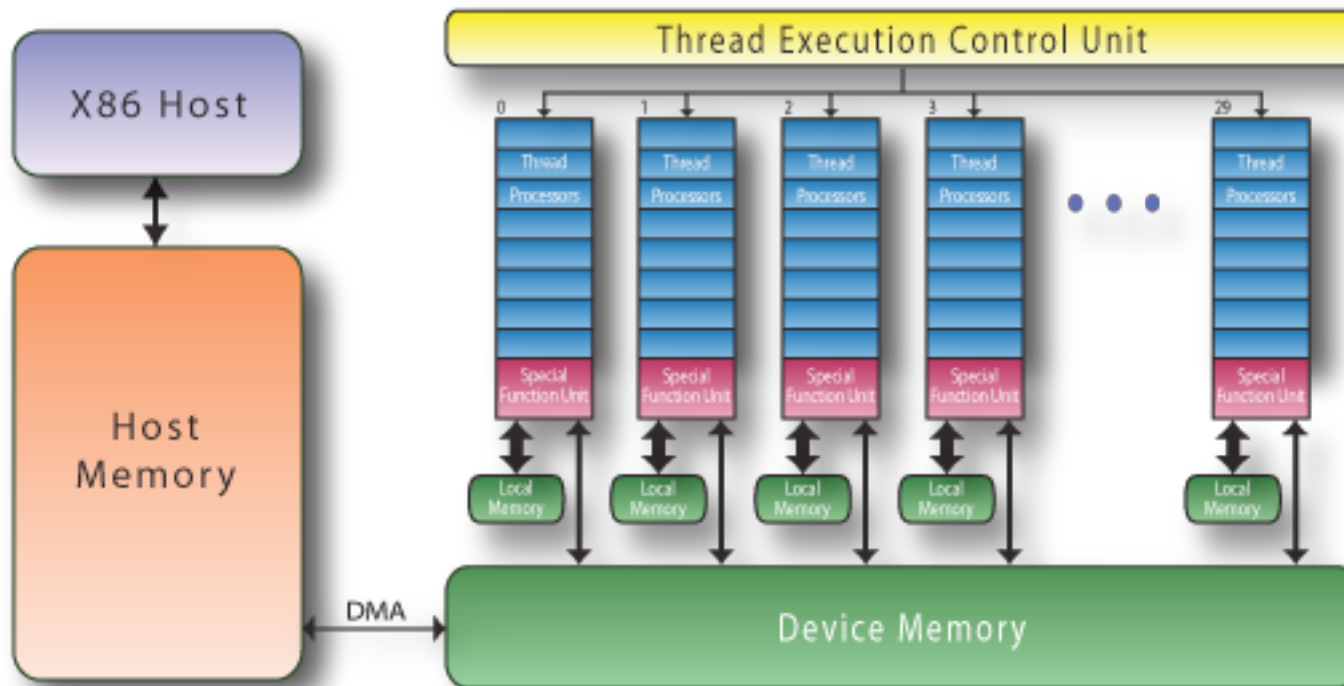 Thread Execution Control Unit
X86 Host
0
1
2
3
29
Thread
Processors
Thread
Processors
Thread
Processors
Thread
Processors
Thread
Processors
Special
Function Unit
Special
Function Unit
Special
Function Unit
Special
Function Unit
Special
Function Unit
Host
Memory
Local
Memory
Local
Memory
Local
Memory
Local
Memory
Local
Memory
DMA
Device Memory